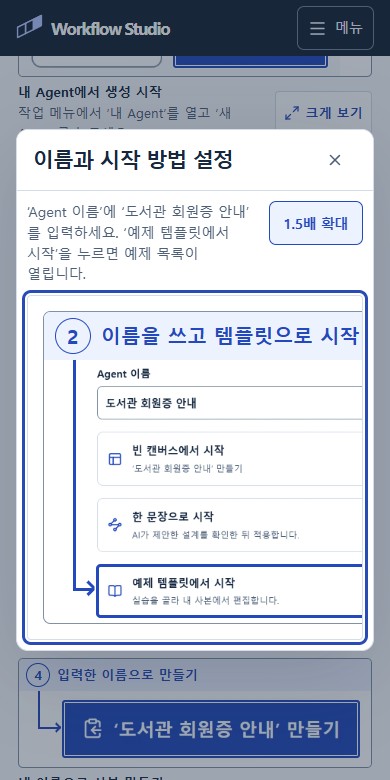 Workflow Studio
메뉴
내 Agent에서 생성 시작
작업 메뉴에서 ‘내 Agent’를 열고 ‘새
크게 보기
이름과 시작 방법 설정
‘Agent 이름’에 ‘도서관 회원증 안내’
를 입력하세요. ‘예제 템플릿에서
시작’을 누르면 예제 목록이
열립니다.
1.5배 확대
2 이름을 쓰고 템플릿으로 시작
Agent 이름
도서관 회원증 안내
빈 캔버스에서 시작
‘도서관 회원증 안내’ 만들기
한 문장으로 시작
AI가 제안한 설계를 확인한 뒤 적용합니다.
예제 템플릿에서 시작
실습을 골라 내 사본에서 편집합니다.
4 입력한 이름으로 만들기
‘도서관 회원증 안내’ 만들기